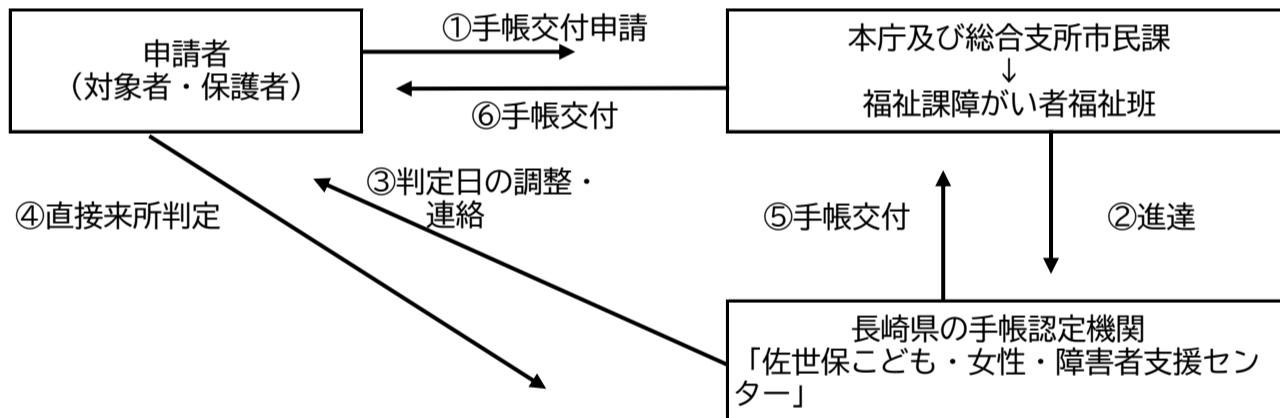 申請者
（対象者・保護者）
①手帳交付申請
本庁及び総合支所市民課
↓
福祉課障がい者福祉班
⑥手帳交付
③判定日の調整・
連絡
④直接来所判定
⑤手帳交付
②進達
長崎県の手帳認定機関
「佐世保こども・女性・障害者支援セン
ター」